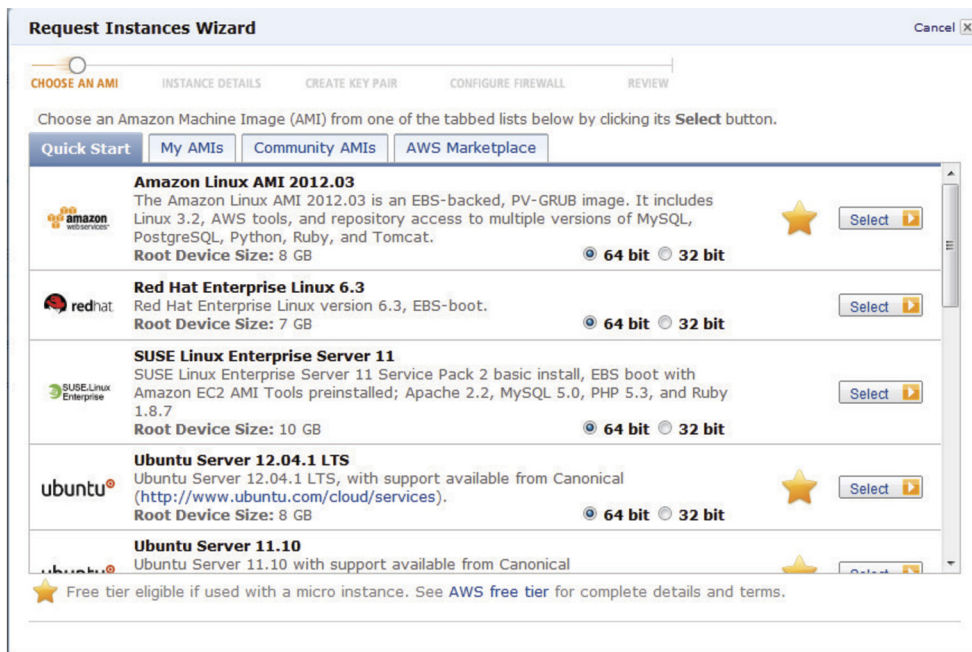 Request Instances Wizard
Cancel
CHOOSE AN AMI INSTANCE DETAILS CREATE KEY PAIR CONFIGURE FIREWALL REVIEW
Choose an Amazon Machine Image (AMI) from one of the tabbed lists below by clicking its Select button.
Quick Start My AMIs Community AMIs AWS Marketplace
Amazon Linux AMI 2012.03
The Amazon Linux AMI 2012.03 is an EBS-backed, PV-GRUB image. It includes
Linux 3.2, AWS tools, and repository access to multiple versions of MySQL,
PostgreSQL, Python, Ruby, and Tomcat.
Root Device Size: 8 GB 64 bit 32 bit
amazon
webservices
Select
Red Hat Enterprise Linux 6.3
Red Hat Enterprise Linux version 6.3, EBS-boot.
Root Device Size: 7 GB 64 bit 32 bit
redhat
Select
SUSE Linux Enterprise Server 11
SUSE Linux Enterprise Server 11 Service Pack 2 basic install, EBS boot with
Amazon EC2 AMI Tools preinstalled; Apache 2.2, MySQL 5.0, PHP 5.3, and Ruby
1.8.7
Root Device Size: 10 GB 64 bit 32 bit
SUSE.Linux
Enterprise
Select
Ubuntu Server 12.04.1 LTS
Ubuntu Server 12.04.1 LTS, with support available from Canonical
(http://www.ubuntu.com/cloud/services).
Root Device Size: 8 GB 64 bit 32 bit
ubuntu
Select
Ubuntu Server 11.10
Ubuntu Server 11.10 with support available from Canonical
ubuntu
Select
Free tier eligible if used with a micro instance. See AWS free tier for complete details and terms.